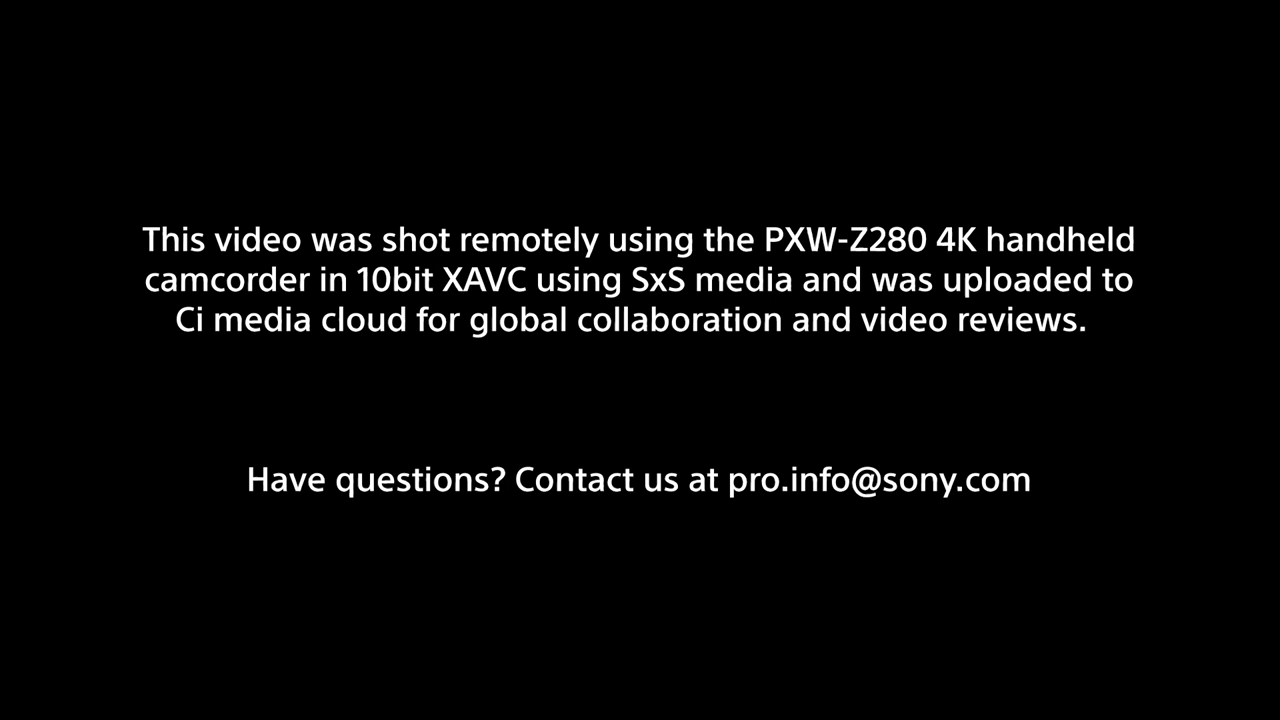 This video was shot remotely using the PXW-Z280 4K handheld
camcorder in 10bit XAVC using SxS media and was uploaded to
Ci media cloud for global collaboration and video reviews.
Have questions? Contact us at pro.info@sony.com